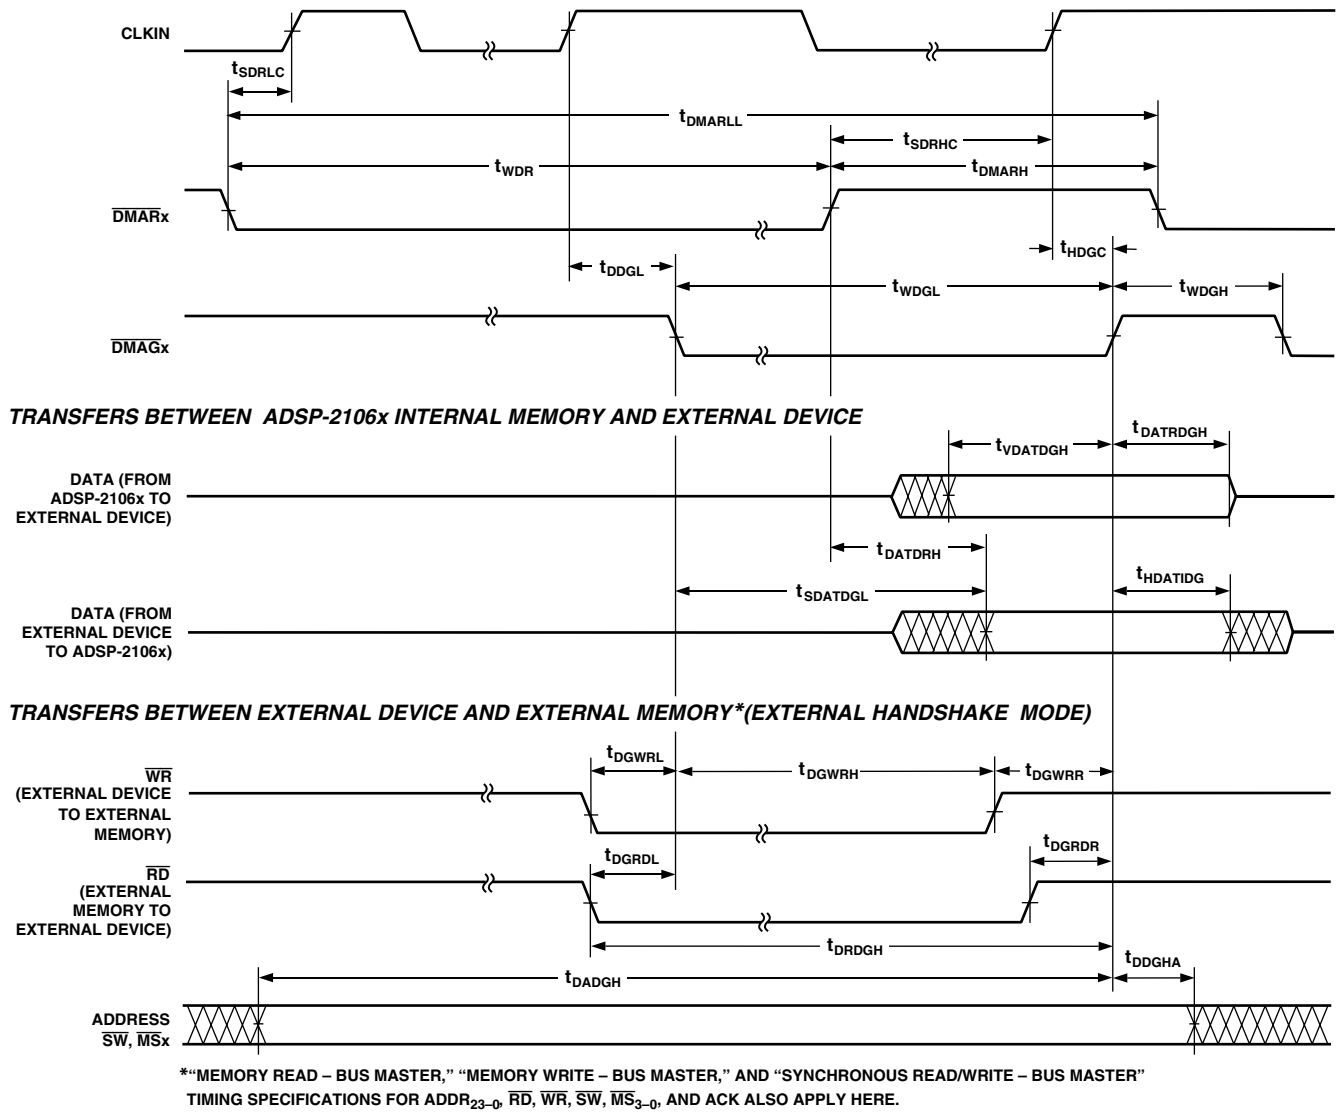 CLKIN
tSDRLC
tDMARLL
tSDRHC
tWDR
tDMARH
DMARx
tHDGC
tDDGL
tWDGL
tWDGH
DMAGx
TRANSFERS BETWEEN ADSP-2106x INTERNAL MEMORY AND EXTERNAL DEVICE
tDATRDGH
tVDATDGH
DATA (FROM
ADSP-2106x TO
EXTERNAL DEVICE)
tDATDRH
tHDATIDG
tSDATDGL
DATA (FROM
EXTERNAL DEVICE
TO ADSP-2106x)
TRANSFERS BETWEEN EXTERNAL DEVICE AND EXTERNAL MEMORY*(EXTERNAL HANDSHAKE MODE)
tDGWRL
tDGWRH
tDGWRR
WR
(EXTERNAL DEVICE
TO EXTERNAL
MEMORY)
tDGRDR
tDGRDL
RD
(EXTERNAL
MEMORY TO
EXTERNAL DEVICE)
tDRDGH
tDDGHA
tDADGH
ADDRESS
SW, MSx
*“MEMORY READ – BUS MASTER,” “MEMORY WRITE – BUS MASTER,” AND “SYNCHRONOUS READ/WRITE – BUS MASTER”
TIMING SPECIFICATIONS FOR ADDR23–0, RD, WR, SW, MS3–0, AND ACK ALSO APPLY HERE.